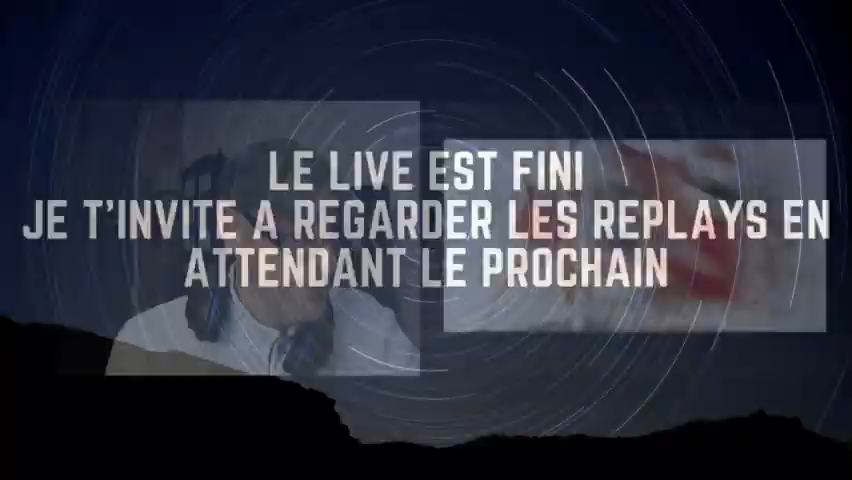 LE LIVE EST FINI
JE T'INVITE A REGARDER LES REPLAYS EN
ATTENDANT LE PROCHAIN